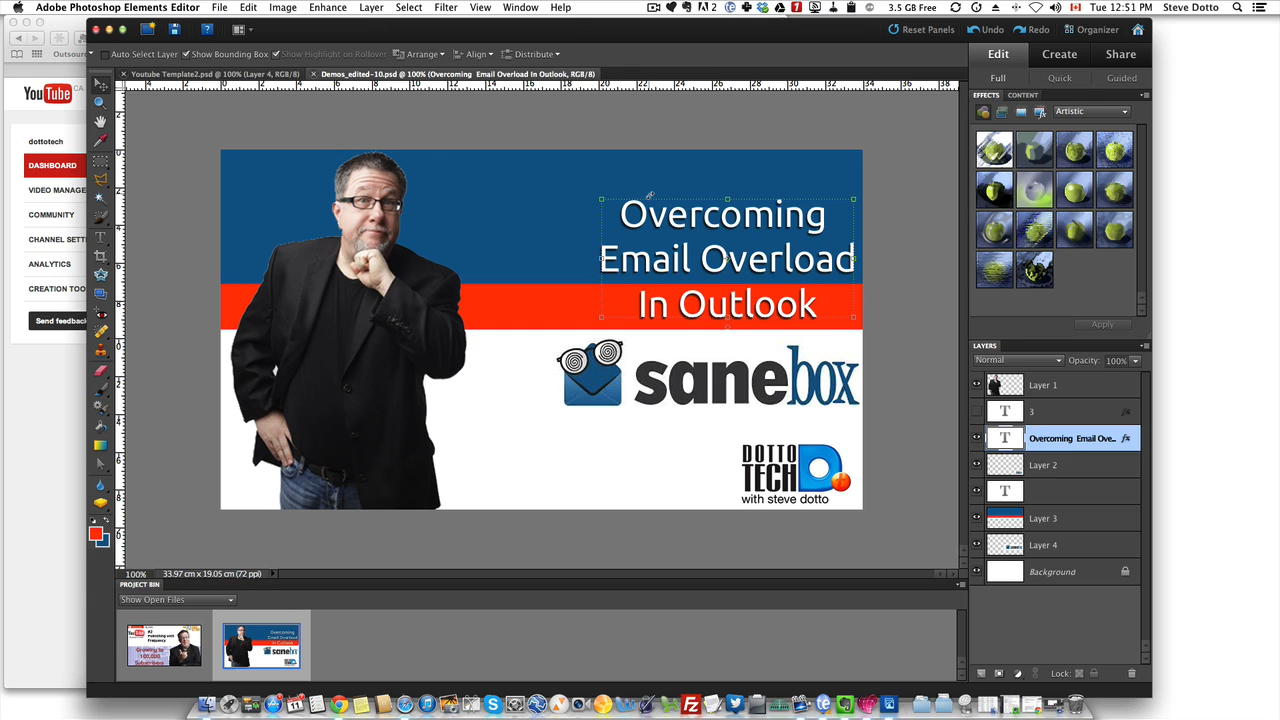 Adobe Photoshop Elements Editor File Edit Image Enhance Layer Select Filter View Window Help
3.5 GB Free Tue 12:51 PM Steve Dotto
Reset Panels Undo Redo Organizer
Auto Select Layer Show Bounding Box Show Highlight on Rollover Arrange Align Distribute
Edit Create Share
Full Quick Guided
Youtube Template2.psd @ 100% (Layer 4, RGB/8)
Demos_edited-10.psd @ 100% (Overcoming Email Overload In Outlook, RGB/8)
Outsour
YouTube CA
dottotech
DASHBOARD
VIDEO MANAG
COMMUNITY
CHANNEL SETT
ANALYTICS
CREATION TOO
Send feedback
Overcoming
Email Overload
In Outlook
sanebox
DOTTO
TECH
with steve dotto
100% 33.97 cm x 19.05 cm (72 ppi)
PROJECT BIN
Show Open Files
EFFECTS CONTENT
Artistic
Apply
LAYERS
Normal Opacity: 100%
Layer 1
T 3 fx
T Overcoming Email Ove... fx
Layer 2
T
Layer 3
Layer 4
Background
Lock: